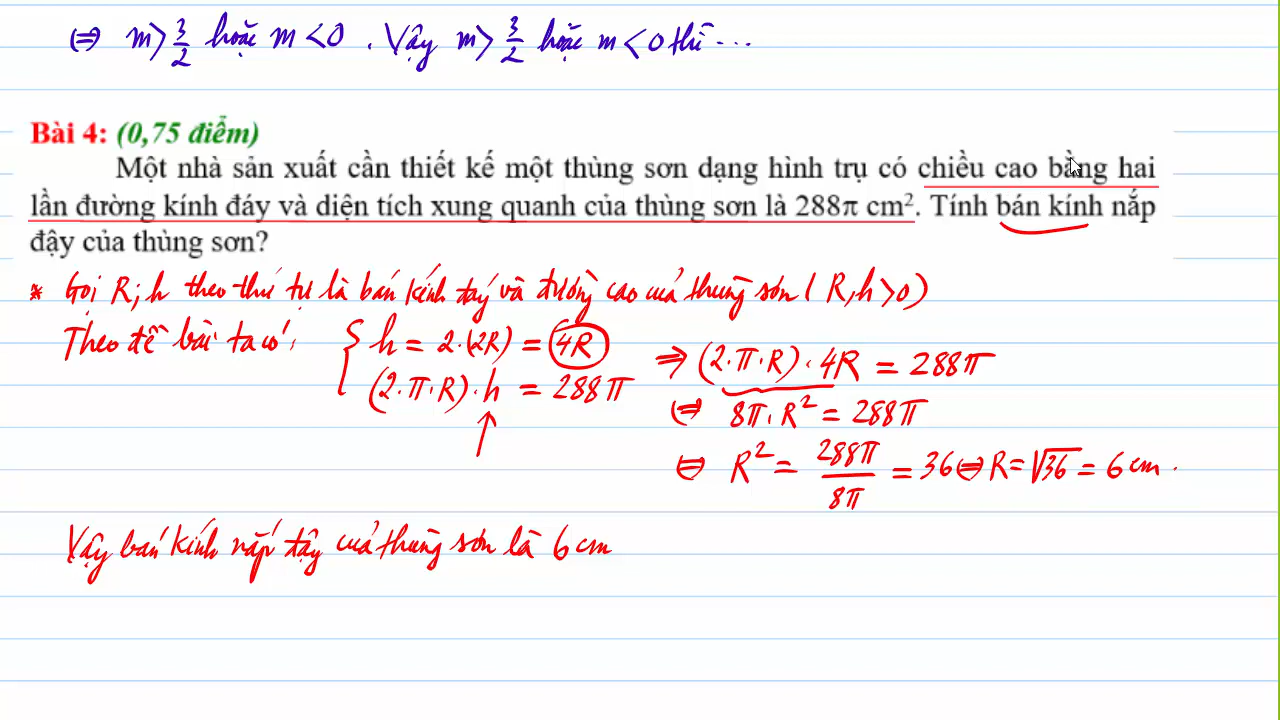 ⇔ m > 3/2 hoặc m < 0 . Vậy m > 3/2 hoặc m < 0 thì ...
Bài 4: (0,75 điểm)
Một nhà sản xuất cần thiết kế một thùng sơn dạng hình trụ có chiều cao bằng hai
lần đường kính đáy và diện tích xung quanh của thùng sơn là 288π cm². Tính bán kính nắp
đậy của thùng sơn?
* Gọi R; h theo thứ tự là bán kính đáy và đường cao của thùng sơn ( R, h > 0 )
Theo đề bài ta có:
h = 2.(2R) = 4R
(2.π.R).h = 288π
⇒ (2.π.R).4R = 288π
⇔ 8π.R² = 288π
⇔ R² = 288π/8π = 36 ⇔ R = √36 = 6 cm.
Vậy bán kính nắp đậy của thùng sơn là 6 cm